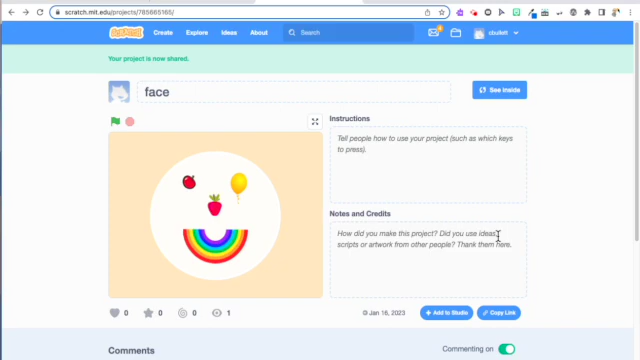 scratch.mit.edu/projects/785665165/
SCRATCH
Create
Explore
Ideas
About
Search
Your project is now shared.
face
See inside
Instructions
Tell people how to use your project (such as which keys
to press).
Notes and Credits
How did you make this project? Did you use ideas,
scripts or artwork from other people? Thank them here.
0
0
0
1
© Jan 16, 2023
Add to Studio
Copy Link
Comments
Commenting on